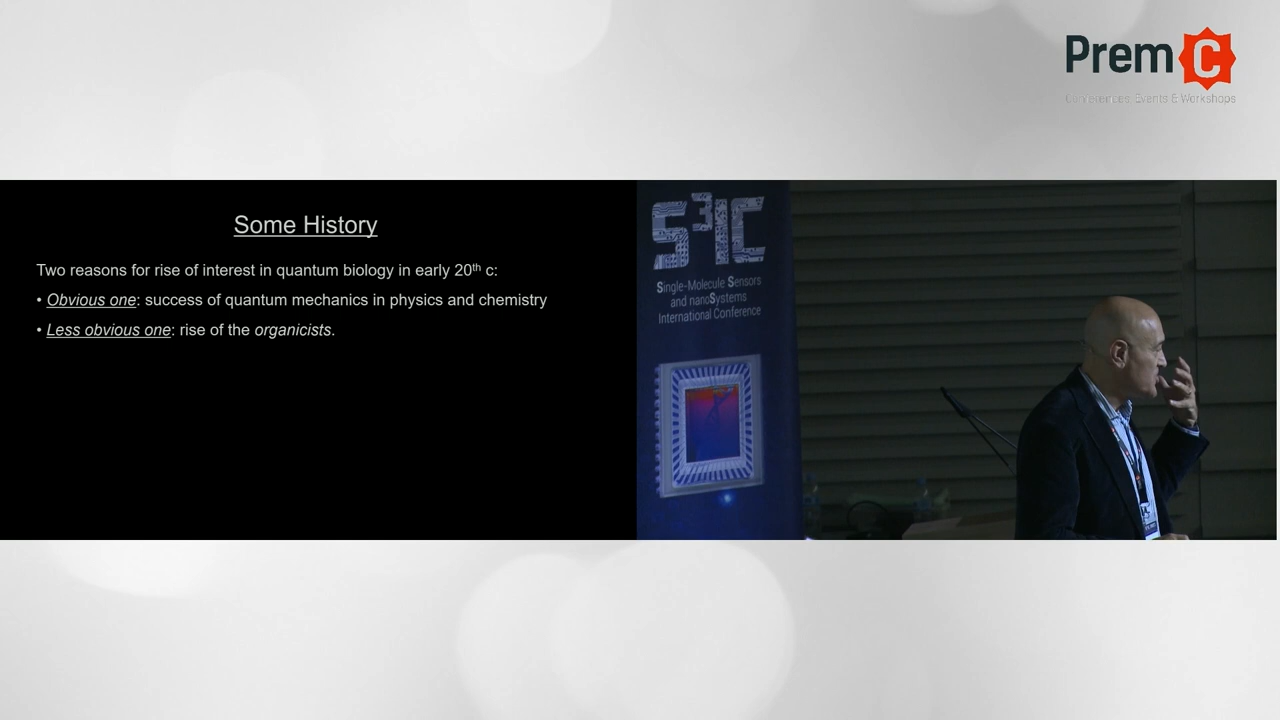 Prem C
Conferences, Events & Workshops
Some History
Two reasons for rise of interest in quantum biology in early 20th c:
• Obvious one: success of quantum mechanics in physics and chemistry
• Less obvious one: rise of the organicists.
S3IC
Single-Molecule Sensors
and nanoSystems
International Conference